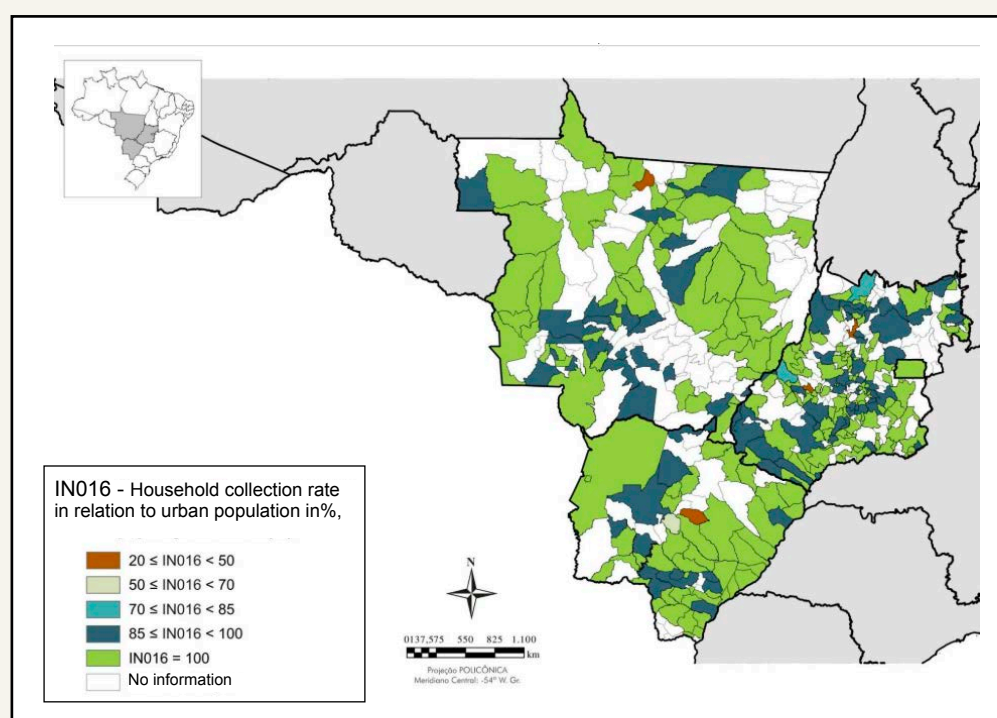 IN016 - Household collection rate
in relation to urban population in%,
20 ≤ IN016 < 50
50 ≤ IN016 < 70
70 ≤ IN016 < 85
85 ≤ IN016 < 100
IN016 = 100
No information
N
0137,575 550 825 1.100
km
Projeção POLICÔNICA
Meridiano Central: -54° W. Gr.